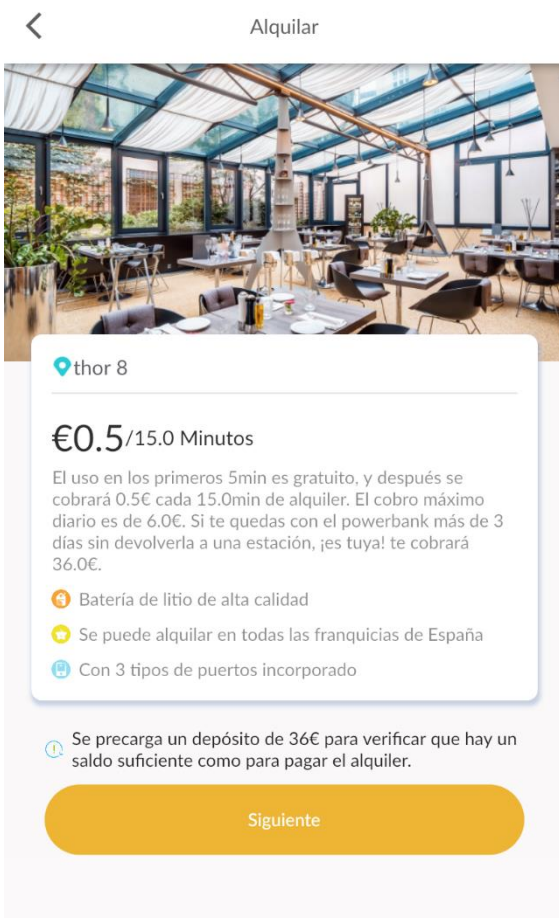 Alquilar
thor 8
€0.5/15.0 Minutos
El uso en los primeros 5min es gratuito, y después se
cobrará 0.5€ cada 15.0min de alquiler. El cobro máximo
diario es de 6.0€. Si te quedas con el powerbank más de 3
días sin devolverla a una estación, ¡es tuya! te cobrará
36.0€.
Batería de litio de alta calidad
Se puede alquilar en todas las franquicias de España
Con 3 tipos de puertos incorporado
Se precarga un depósito de 36€ para verificar que hay un
saldo suficiente como para pagar el alquiler.
Siguiente